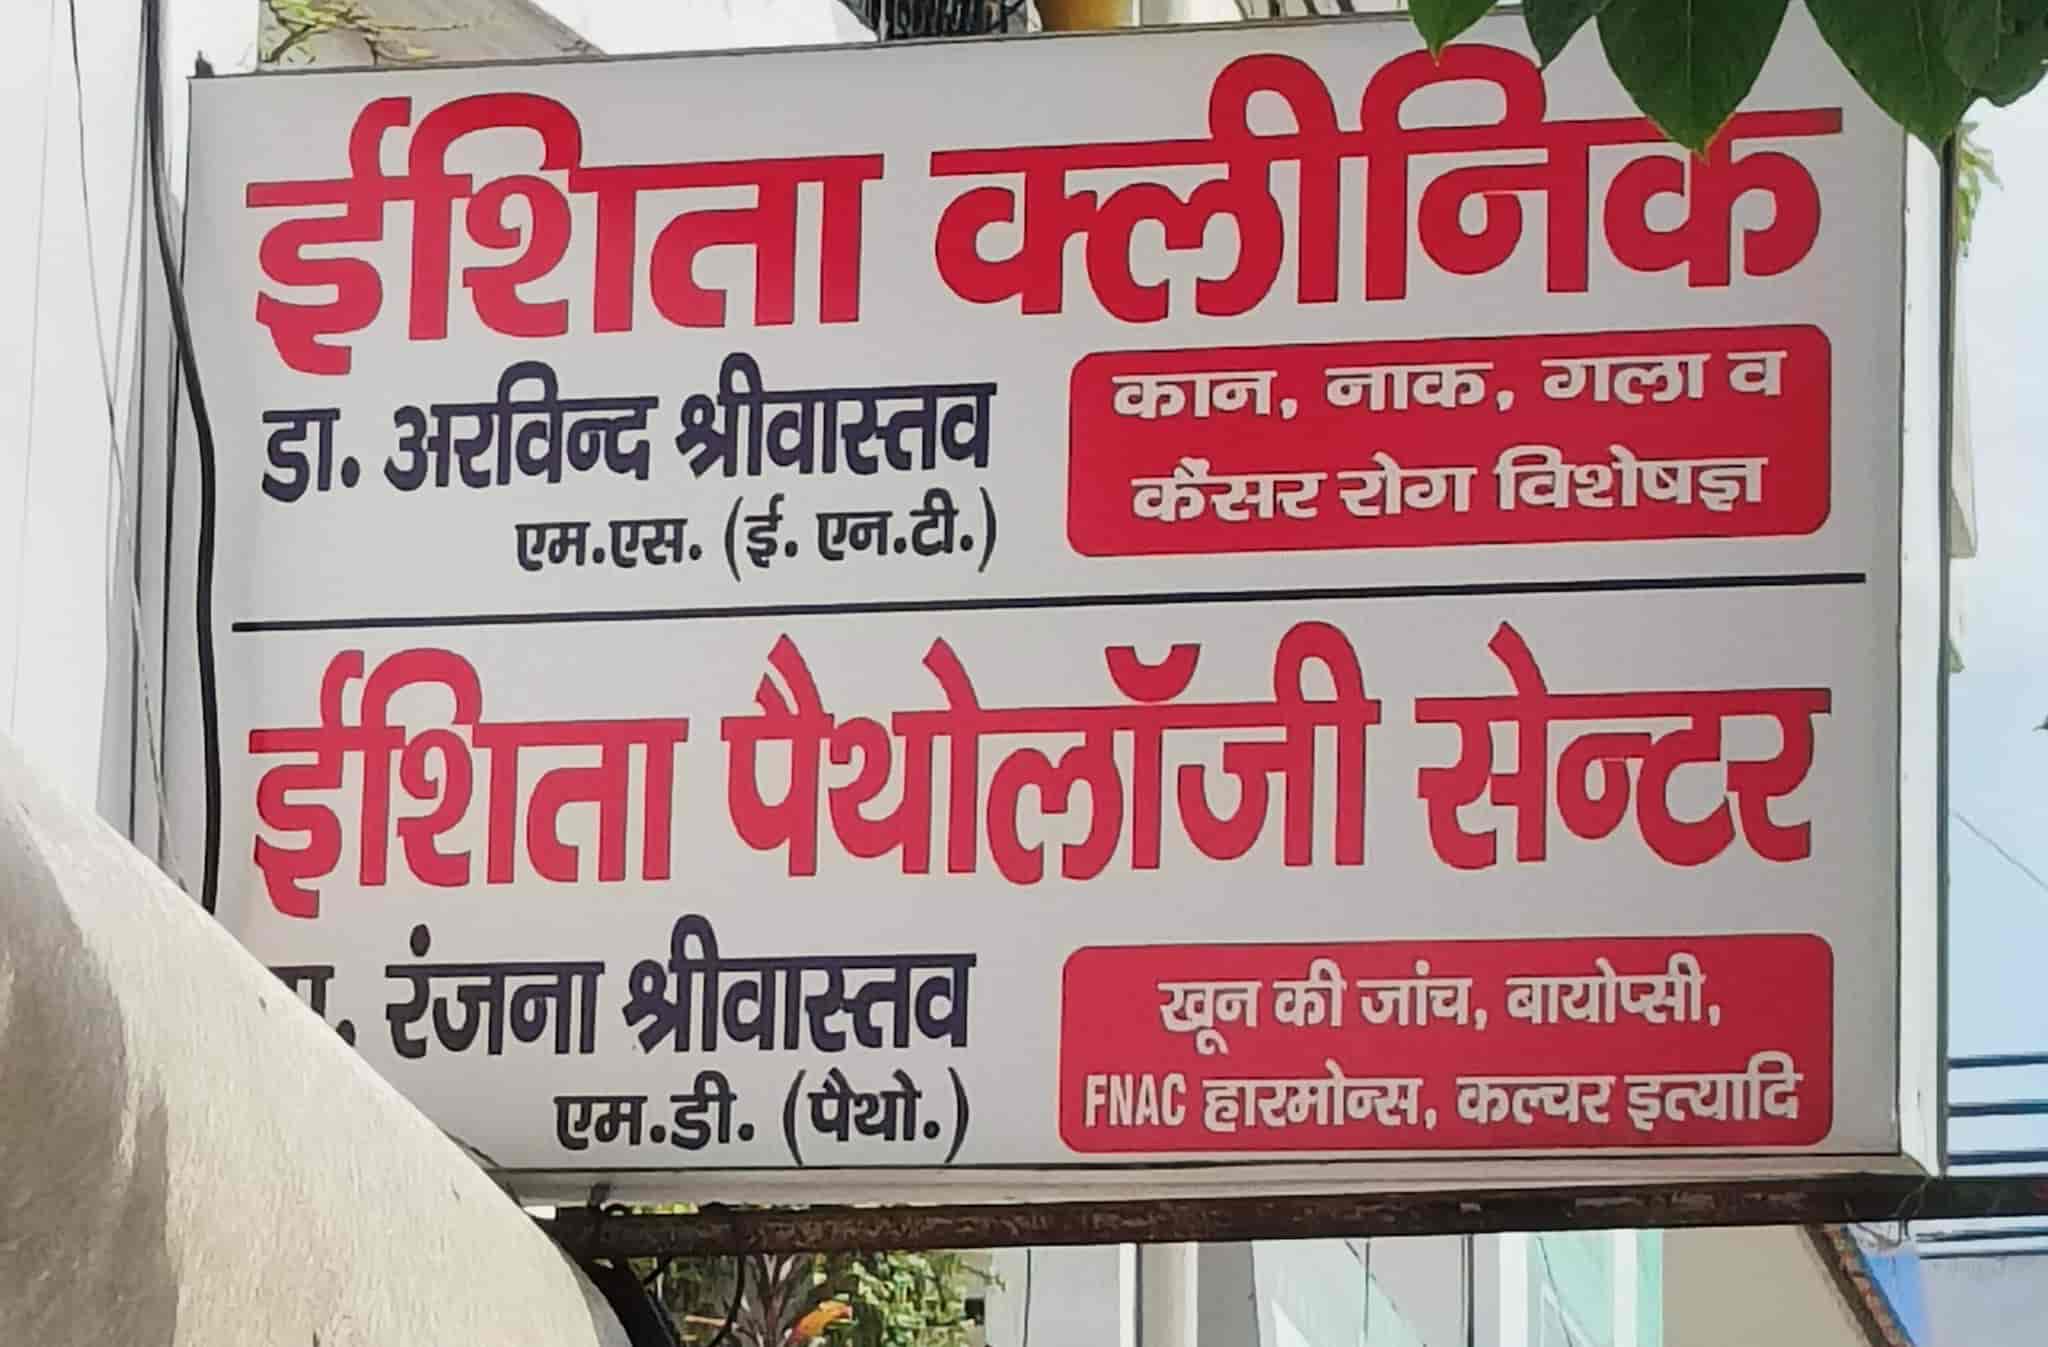 ईशिता क्लीनिक
डा. अरविन्द श्रीवास्तव
एम.एस. (ई. एन.टी.)
कान, नाक, गला व
कैंसर रोग विशेषज्ञ
ईशिता पैथोलॉजी सेन्टर
रंजना श्रीवास्तव
एम.डी. (पैथो.)
खून की जांच, बायोप्सी,
FNAC हारमोन्स, कल्चर इत्यादि